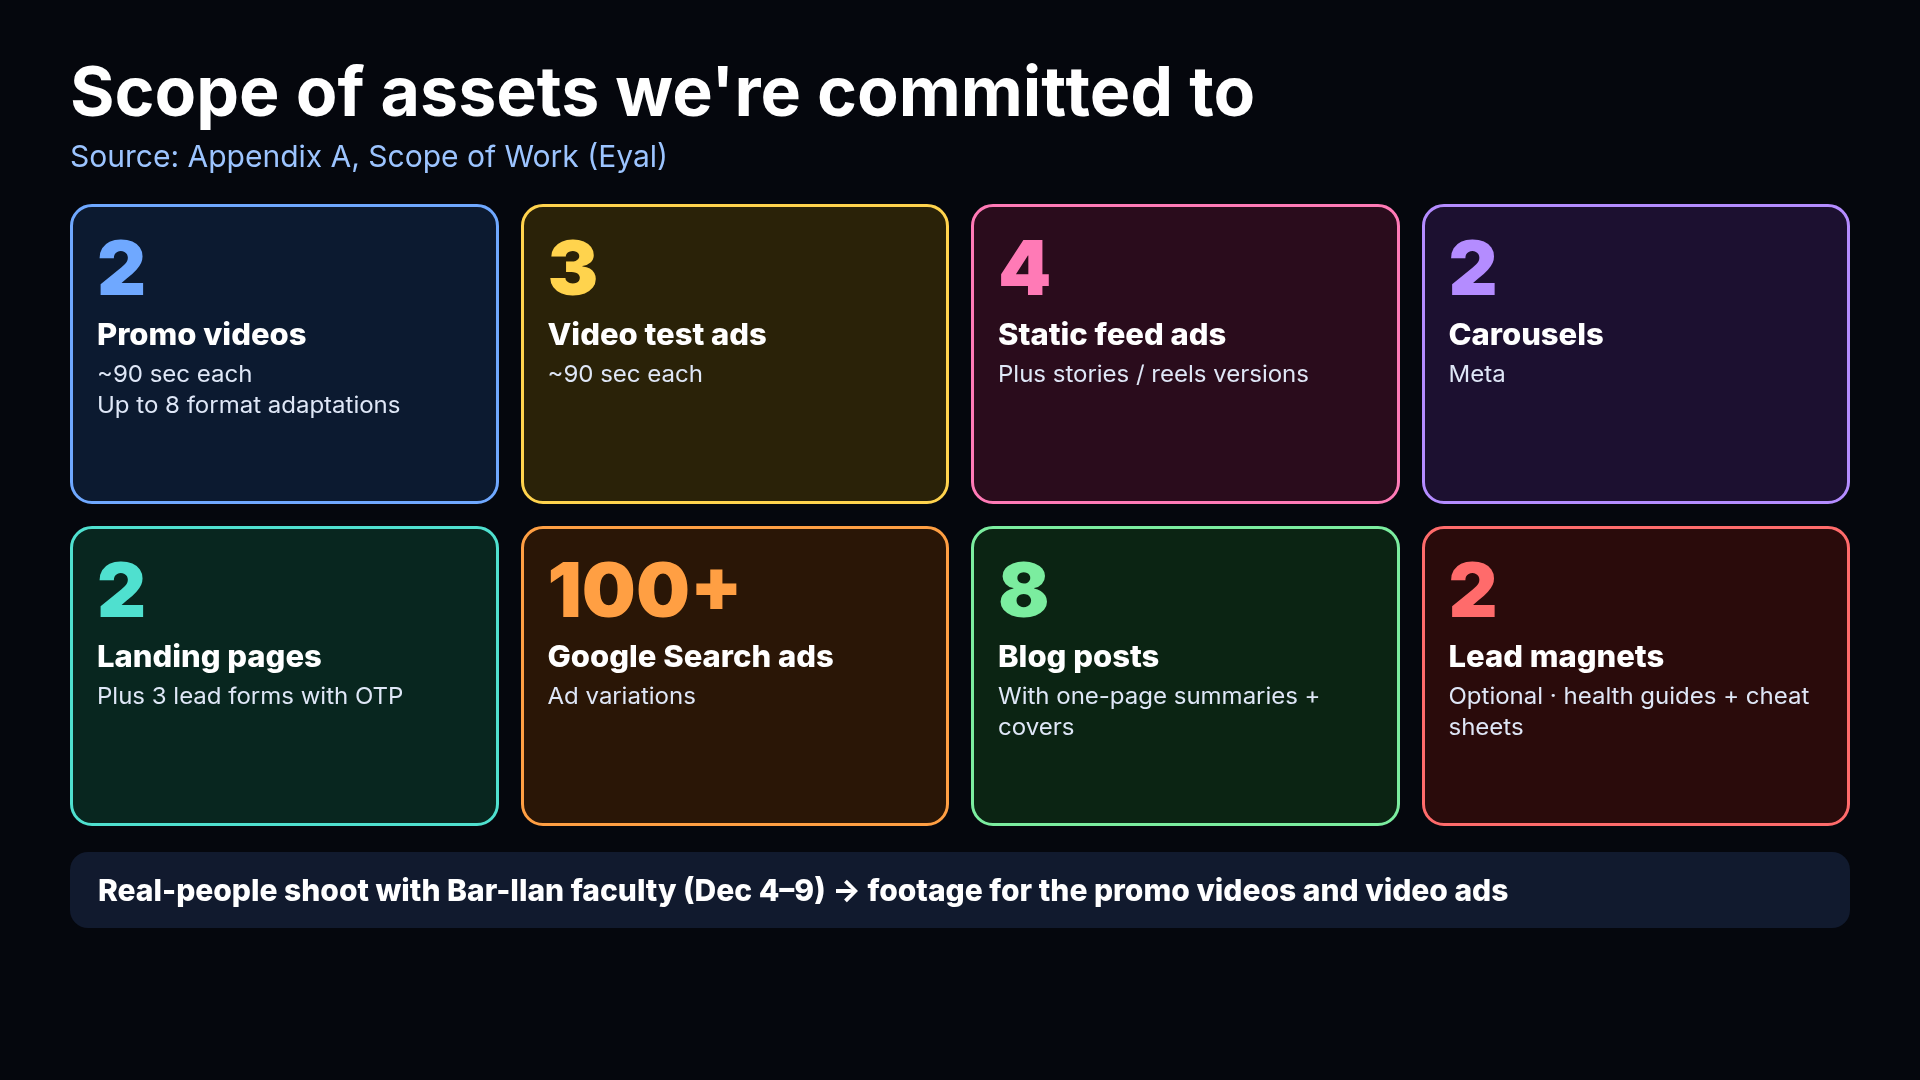 Scope of assets we're committed to
Source: Appendix A, Scope of Work (Eyal)
2
Promo videos
~90 sec each
Up to 8 format adaptations
3
Video test ads
~90 sec each
4
Static feed ads
Plus stories / reels versions
2
Carousels
Meta
2
Landing pages
Plus 3 lead forms with OTP
100+
Google Search ads
Ad variations
8
Blog posts
With one-page summaries +
covers
2
Lead magnets
Optional · health guides + cheat
sheets
Real-people shoot with Bar-Ilan faculty (Dec 4–9) → footage for the promo videos and video ads